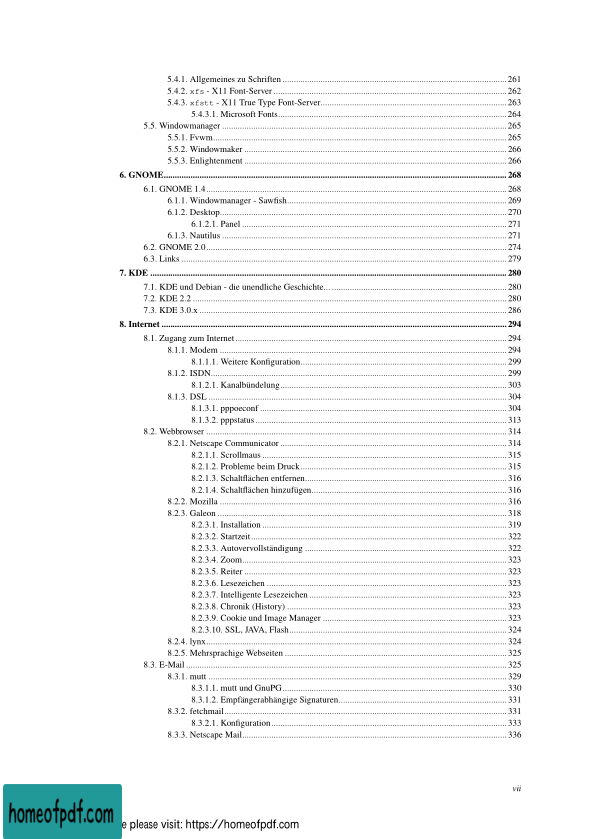 5.4.1. Allgemeines zu Schriften 261
5.4.2. xfs - X11 Font-Server 262
5.4.3. xfstt - X11 True Type Font-Server 263
5.4.3.1. Microsoft Fonts 264
5.5. Windowmanager 265
5.5.1. Fvwm 265
5.5.2. Windowmaker 266
5.5.3. Enlightenment 266
6. GNOME 268
6.1. GNOME 1.4 268
6.1.1. Windowmanager - Sawfish 269
6.1.2. Desktop 270
6.1.2.1. Panel 271
6.1.3. Nautilus 271
6.2. GNOME 2.0 274
6.3. Links 279
7. KDE 280
7.1. KDE und Debian - die unendliche Geschichte... 280
7.2. KDE 2.2 280
7.3. KDE 3.0.x 286
8. Internet 294
8.1. Zugang zum Internet 294
8.1.1. Modem 294
8.1.1.1. Weitere Konfiguration 299
8.1.2. ISDN 299
8.1.2.1. Kanalbündelung 303
8.1.3. DSL 304
8.1.3.1. pppoeconf 304
8.1.3.2. pppstatus 313
8.2. Webbrowser 314
8.2.1. Netscape Communicator 314
8.2.1.1. Scrollmaus 315
8.2.1.2. Probleme beim Druck 315
8.2.1.3. Schaltflächen entfernen 316
8.2.1.4. Schaltflächen hinzufügen 316
8.2.2. Mozilla 316
8.2.3. Galeon 318
8.2.3.1. Installation 319
8.2.3.2. Startzeit 322
8.2.3.3. Autovervollständigung 322
8.2.3.4. Zoom 323
8.2.3.5. Reiter 323
8.2.3.6. Lesezeichen 323
8.2.3.7. Intelligente Lesezeichen 323
8.2.3.8. Chronik (History) 323
8.2.3.9. Cookie und Image Manager 323
8.2.3.10. SSL, JAVA, Flash 324
8.2.4. lynx 324
8.2.5. Mehrsprachige Webseiten 325
8.3. E-Mail 325
8.3.1. mutt 329
8.3.1.1. mutt und GnuPG 330
8.3.1.2. Empfängerabhängige Signaturen 331
8.3.2. fetchmail 331
8.3.2.1. Konfiguration 333
8.3.3. Netscape Mail 336
vii
homeofpdf.com
e please visit: https://homeofpdf.com